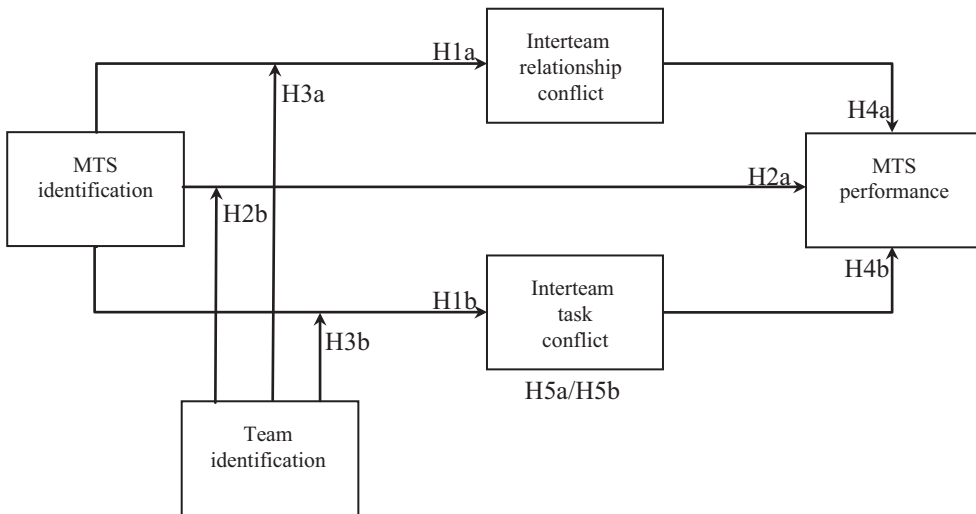 H1a
Interteam
relationship
conflict
H3a
H4a
MTS
identification
H2a
MTS
performance
H2b
H1b
Interteam
task
conflict
H4b
H3b
H5a/H5b
Team
identification